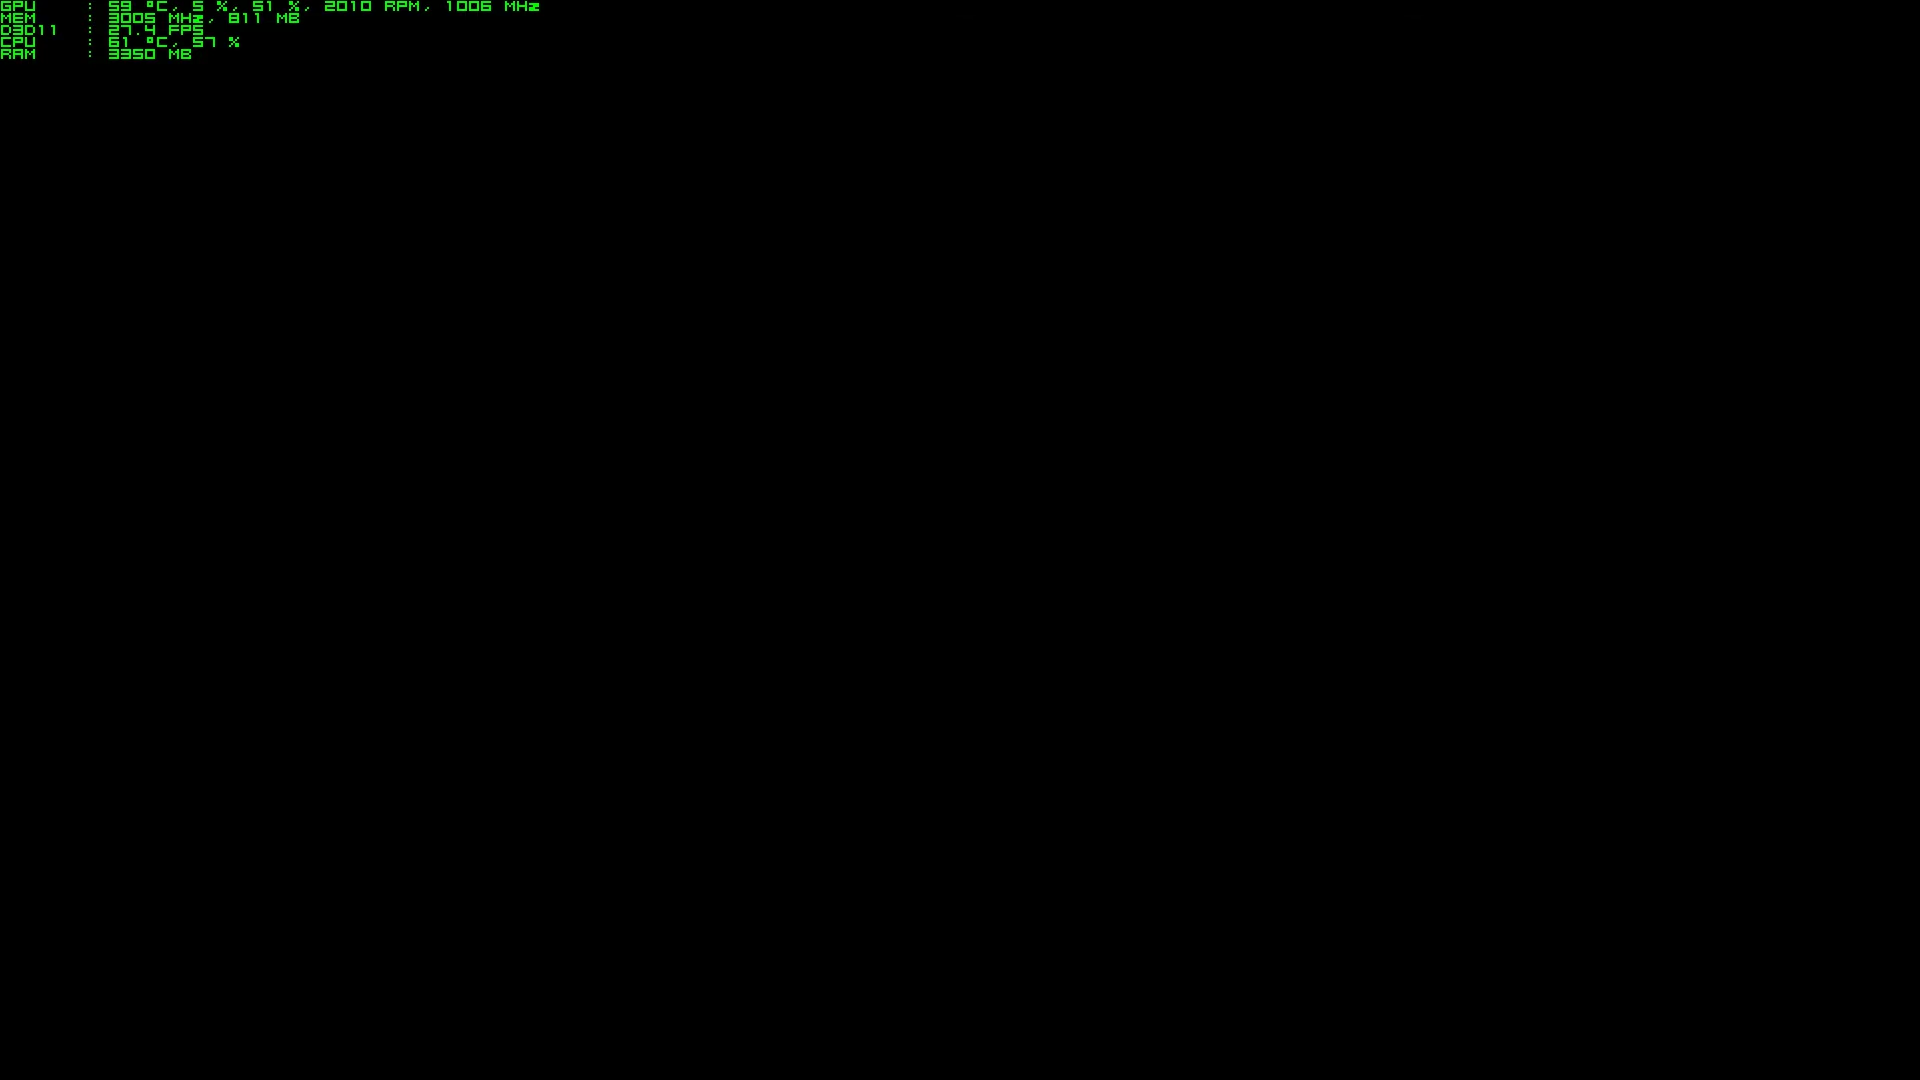 GPU : 59 °C, 5 %, 51 %, 2010 RPM, 1006 MHz
MEM : 3005 MHz, 811 MB
D3D11 : 27.4 FPS
CPU : 61 °C, 57 %
RAM : 3350 MB